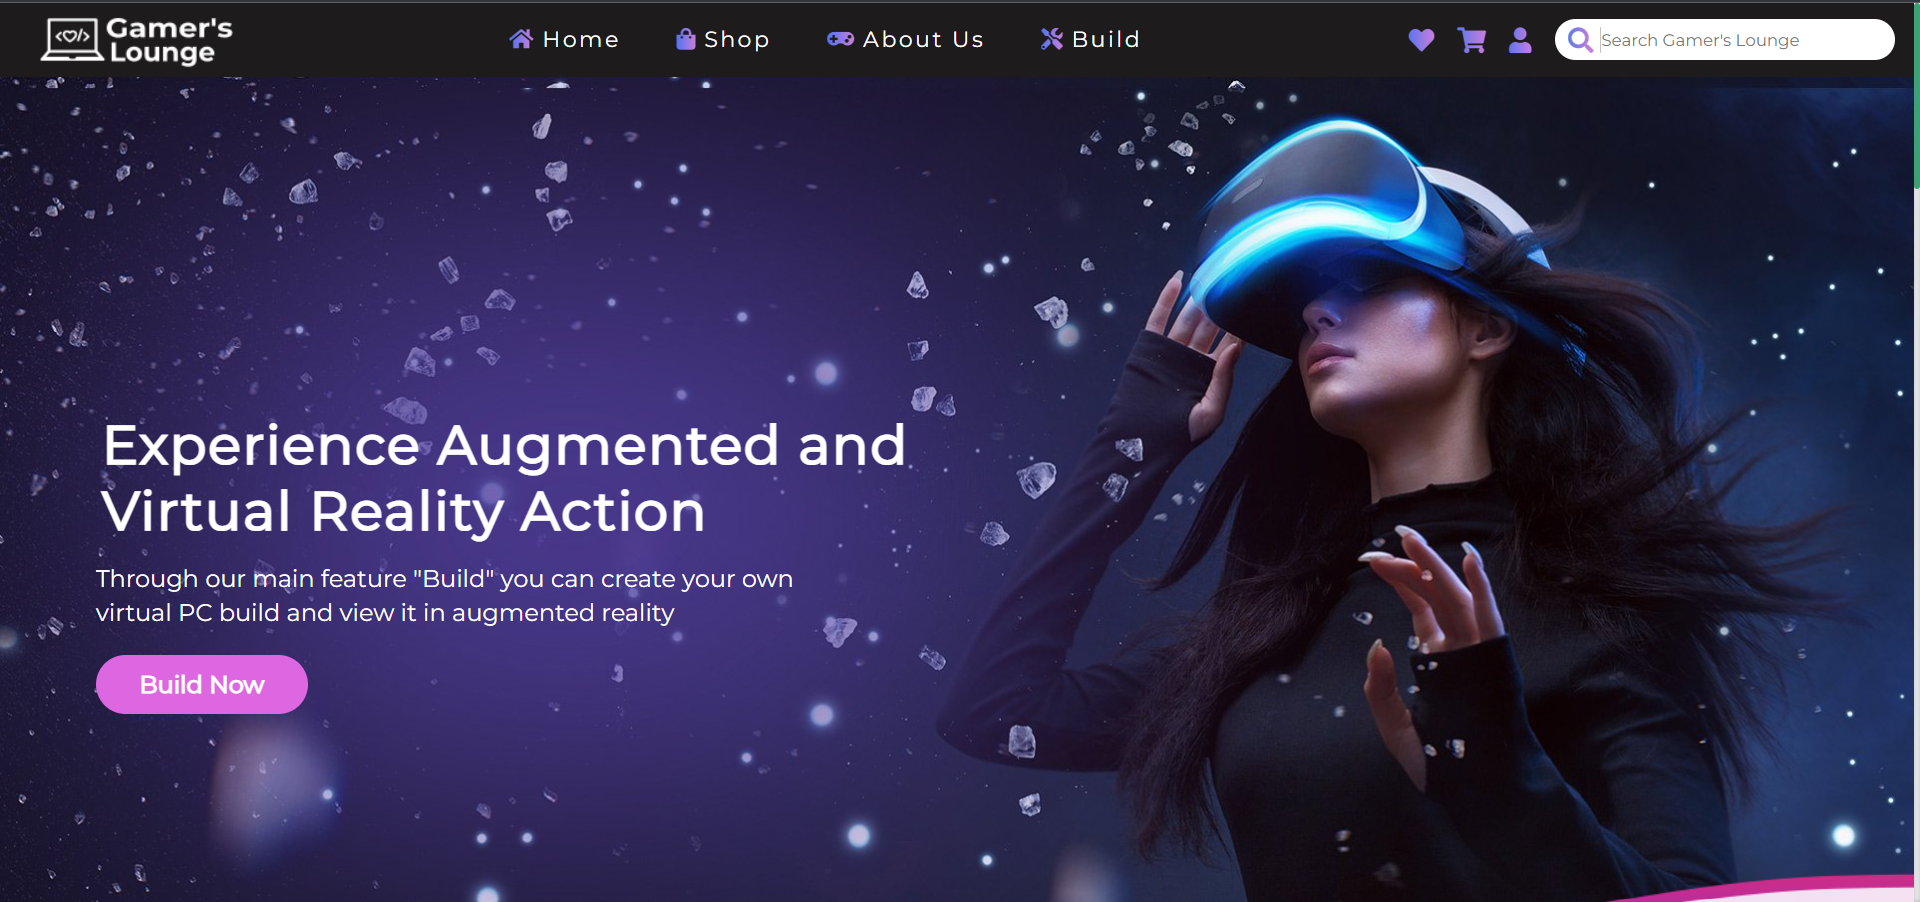 Gamer's
Lounge
Home
Shop
About Us
Build
Search Gamer's Lounge
Experience Augmented and
Virtual Reality Action
Through our main feature "Build" you can create your own
virtual PC build and view it in augmented reality
Build Now